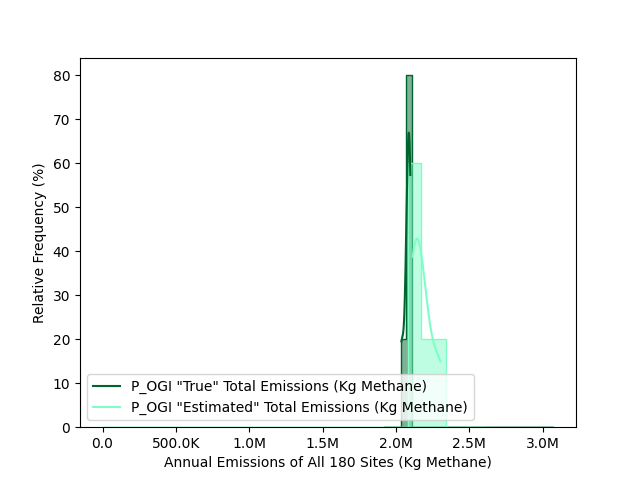 80
70
60
50
40
30
20
10
0
Relative Frequency (%)
P_OGI "True" Total Emissions (Kg Methane)
P_OGI "Estimated" Total Emissions (Kg Methane)
0.0 500.0K 1.0M 1.5M 2.0M 2.5M 3.0M
Annual Emissions of All 180 Sites (Kg Methane)